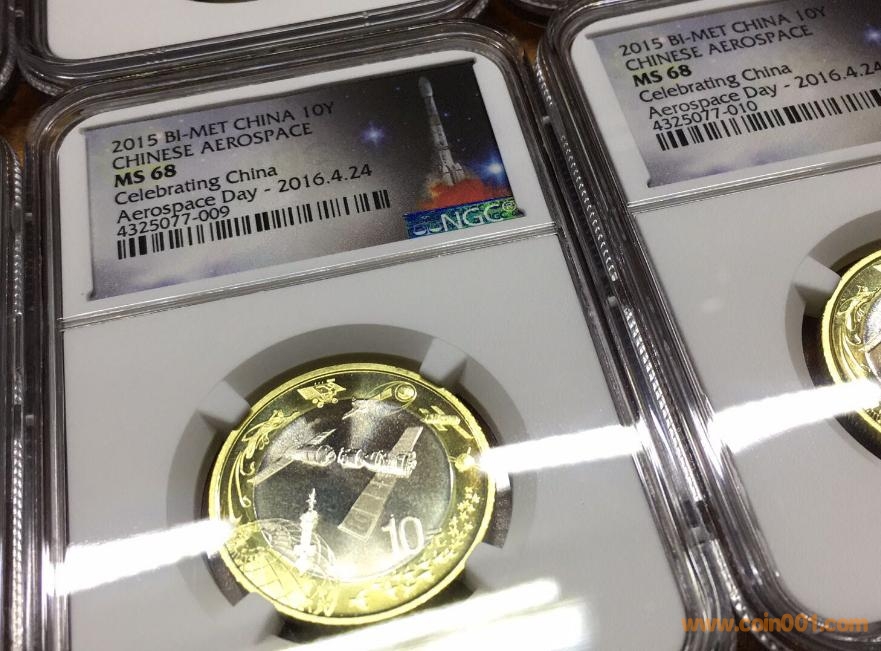 2015 BI-MET CHINA 10Y
CHINESE AEROSPACE
MS 68
Celebrating China
Aerospace Day - 2016.4.24
4325077-009
NGC
10
2015 BI-MET CHINA 10Y
CHINESE AEROSPACE
MS 68
Celebrating China
Aerospace Day - 2016.4.24
4325077-010
www.coin001.com